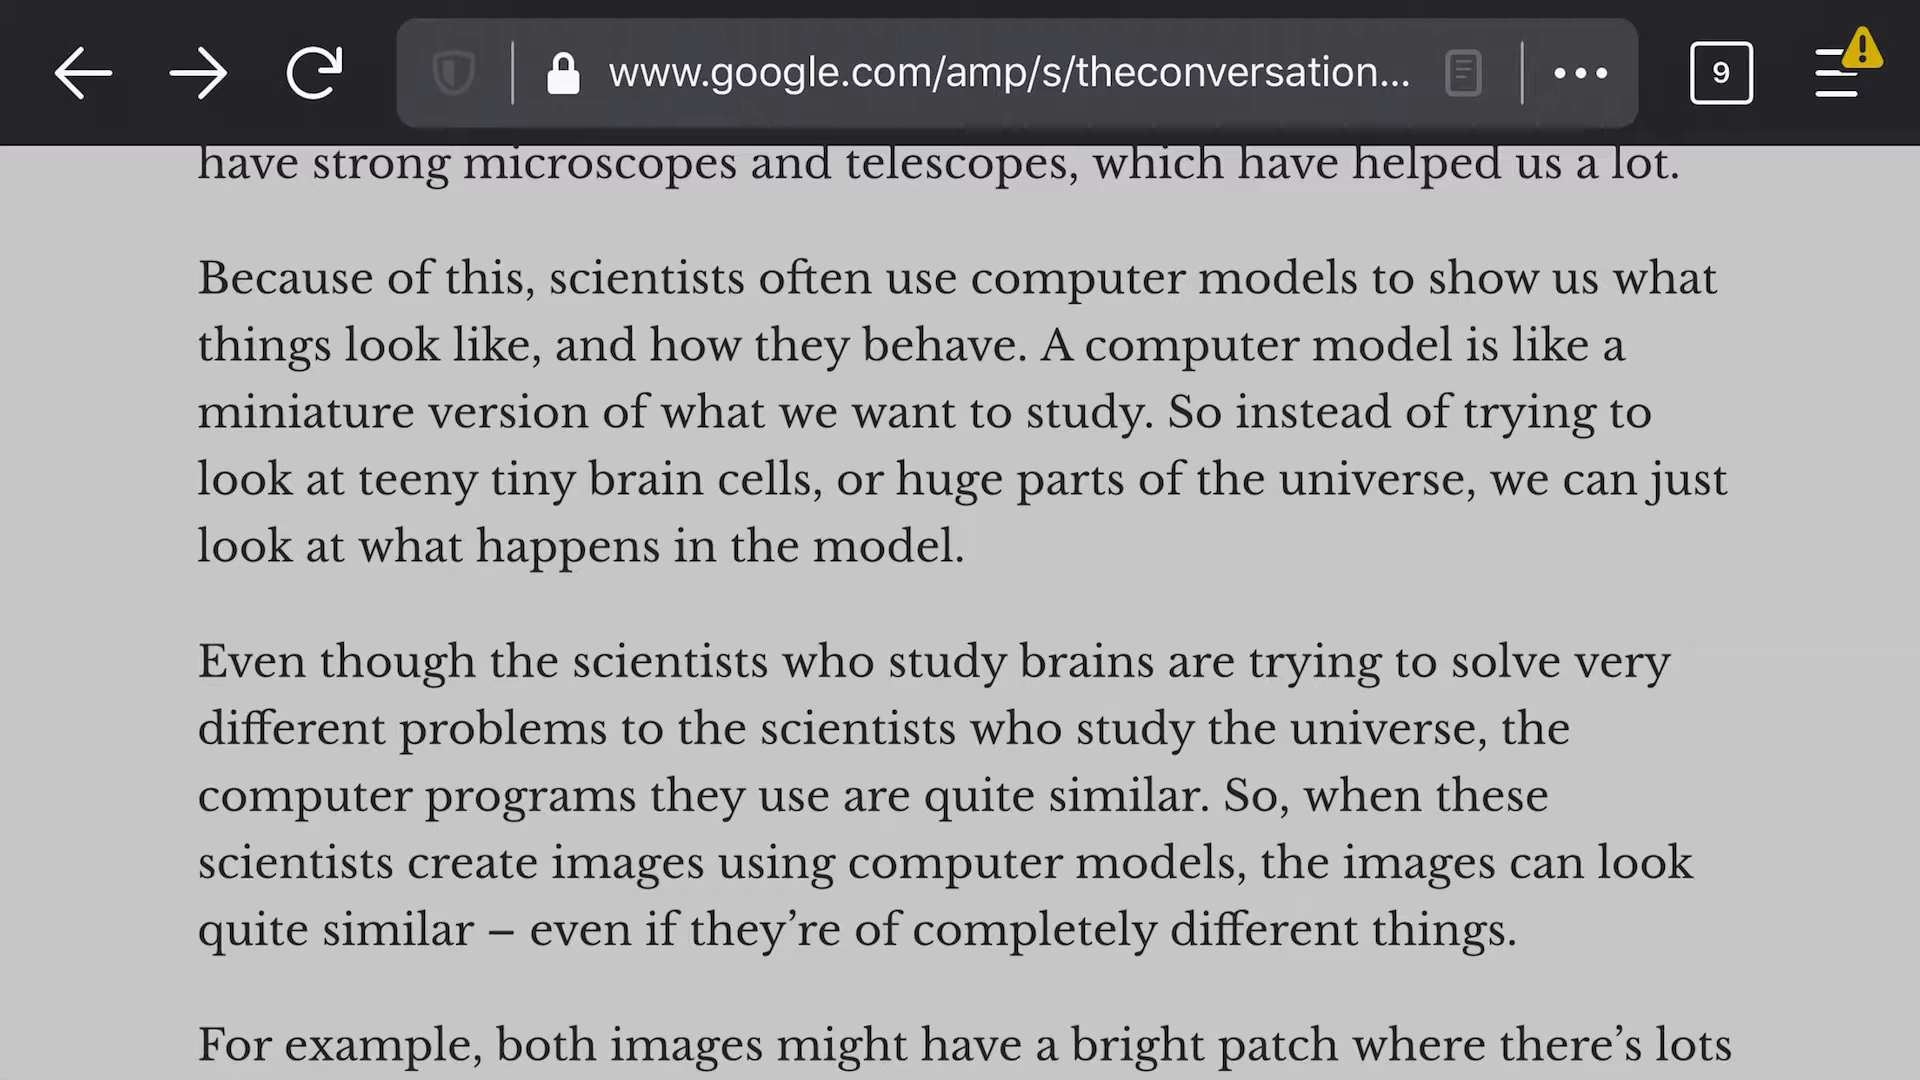 www.google.com/amp/s/theconversation...
9
have strong microscopes and telescopes, which have helped us a lot.
Because of this, scientists often use computer models to show us what
things look like, and how they behave. A computer model is like a
miniature version of what we want to study. So instead of trying to
look at teeny tiny brain cells, or huge parts of the universe, we can just
look at what happens in the model.
Even though the scientists who study brains are trying to solve very
different problems to the scientists who study the universe, the
computer programs they use are quite similar. So, when these
scientists create images using computer models, the images can look
quite similar – even if they’re of completely different things.
For example, both images might have a bright patch where there’s lots